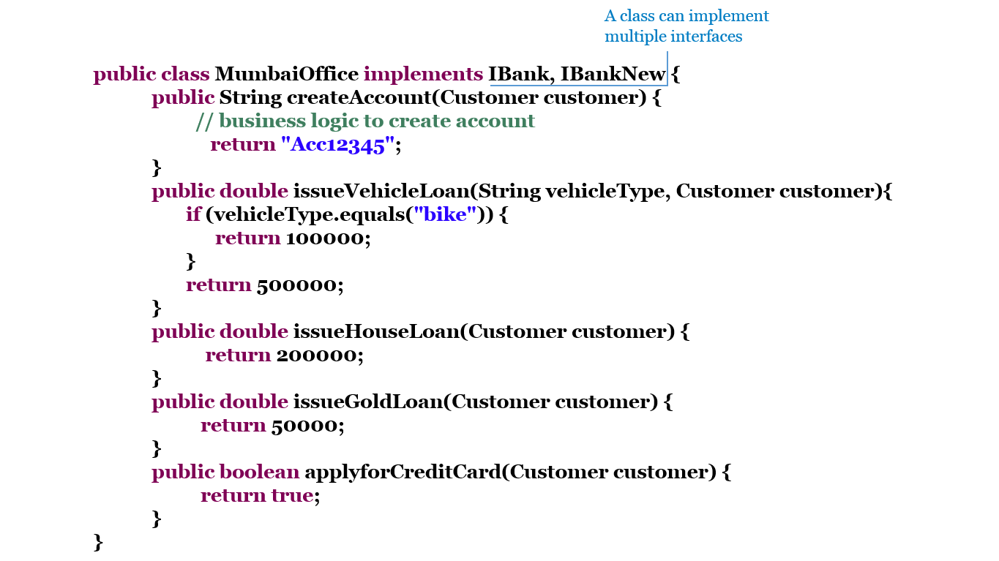 A class can implement
multiple interfaces
public class MumbaiOffice implements IBank, IBankNew {
public String createAccount(Customer customer) {
// business logic to create account
return "Acc12345";
}
public double issueVehicleLoan(String vehicleType, Customer customer){
if (vehicleType.equals("bike")) {
return 100000;
}
return 500000;
}
public double issueHouseLoan(Customer customer) {
return 200000;
}
public double issueGoldLoan(Customer customer) {
return 50000;
}
public boolean applyforCreditCard(Customer customer) {
return true;
}
}